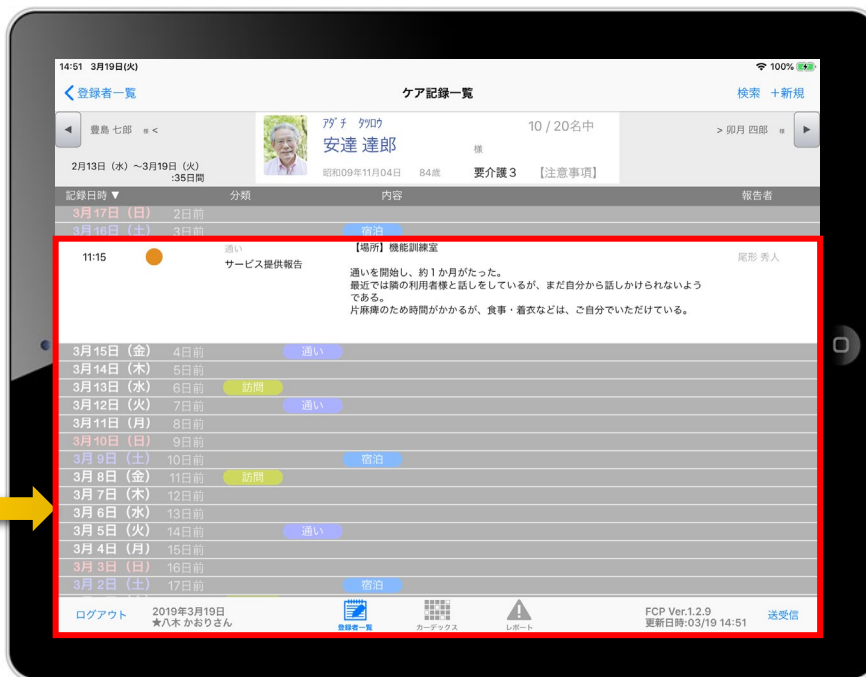 14:51 3月19日(火)
100%
登録者一覧
ケア記録一覧
検索 +新規
豊島 七郎 様 <
アダチ タツロウ
10 / 20名中
安達 達郎 様
> 卯月 四郎 様
2月13日（水）～3月19日（火）
:35日間
昭和09年11月04日 84歳 要介護３ 【注意事項】
記録日時▼ 分類 内容 報告者
3月17日（日） 2日前
3月16日（土） 3日前 宿泊
11:15
通い
サービス提供報告
【場所】機能訓練室
尾形 秀人
通いを開始し、約１か月がたった。
最近では隣の利用者様と話しをしているが、まだ自分から話しかけられないよう
である。
片麻痺のため時間がかかるが、食事・着衣などは、ご自分でいただけている。
3月15日（金） 4日前 通い
3月14日（木） 5日前
3月13日（水） 6日前 訪問
3月12日（火） 7日前 通い
3月11日（月） 8日前
3月10日（日） 9日前
3月 9日（土） 10日前 宿泊
3月 8日（金） 11日前 訪問
3月 7日（木） 12日前
3月 6日（水） 13日前
3月 5日（火） 14日前 通い
3月 4日（月） 15日前
3月 3日（日） 16日前
3月 2日（土） 17日前 宿泊
ログアウト
2019年3月19日
★八木 かおりさん
登録者一覧
カーデックス
レポート
FCP Ver.1.2.9
更新日時:03/19 14:51
送受信